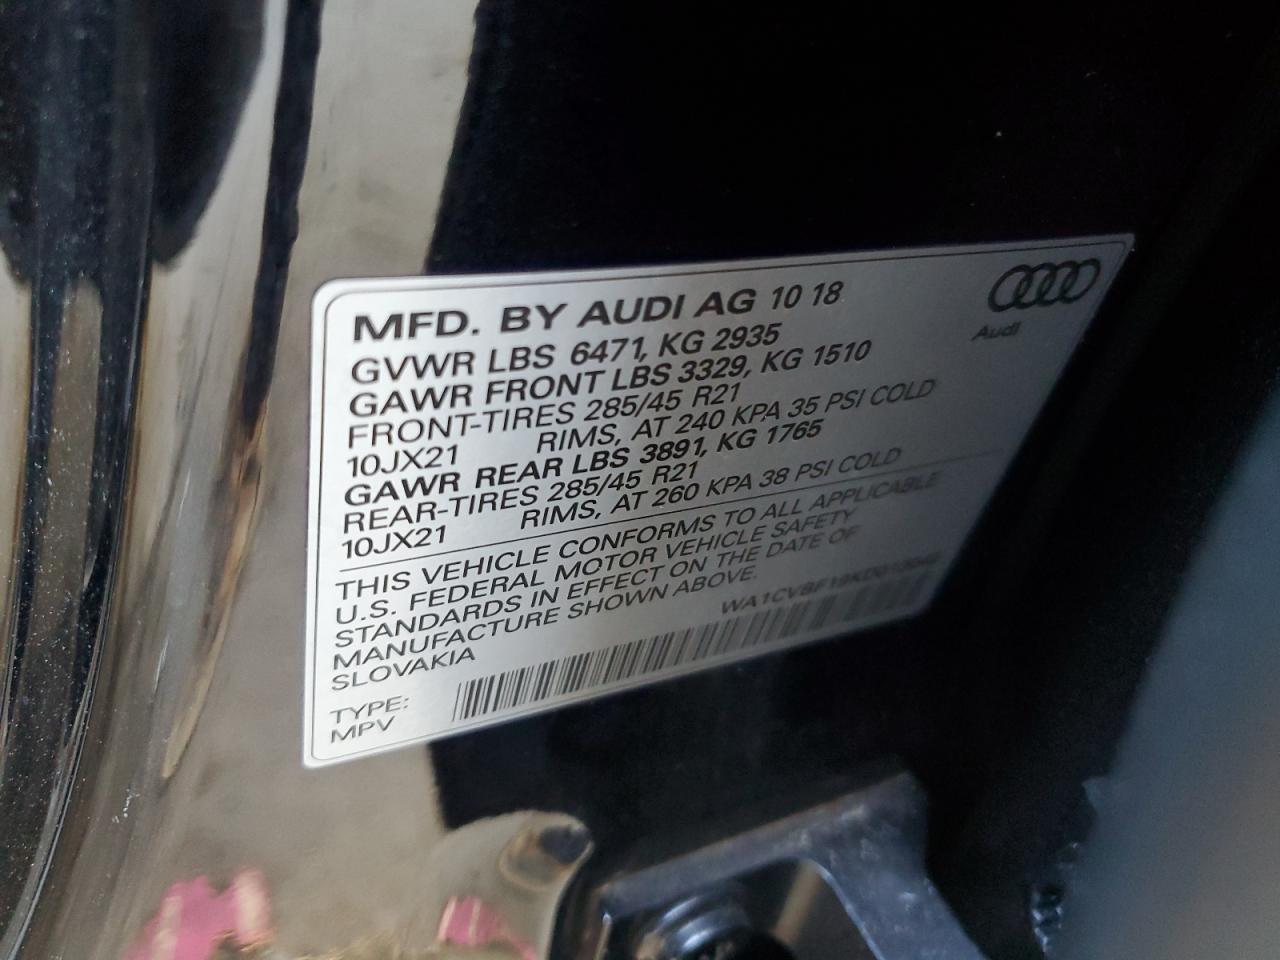 MFD. BY AUDI AG 10 18
GVWR LBS 6471, KG 2935
GAWR FRONT LBS 3329, KG 1510
FRONT-TIRES 285/45 R21
10JX21 RIMS, AT 240 KPA 35 PSI COLD
GAWR REAR LBS 3891, KG 1765
REAR-TIRES 285/45 R21
10JX21 RIMS, AT 260 KPA 38 PSI COLD
THIS VEHICLE CONFORMS TO ALL APPLICABLE
U.S. FEDERAL MOTOR VEHICLE SAFETY
STANDARDS IN EFFECT ON THE DATE OF
MANUFACTURE SHOWN ABOVE.
SLOVAKIA
TYPE:
MPV
Audi